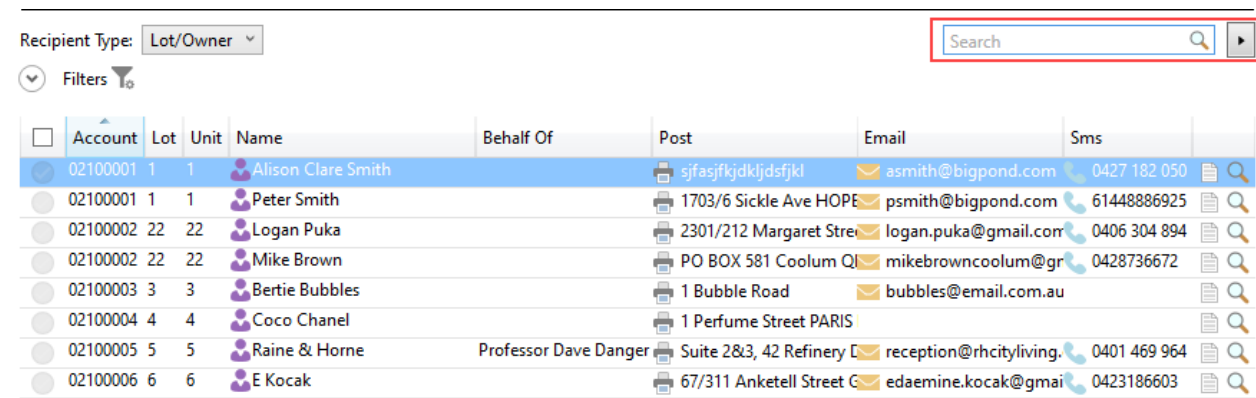 Recipient Type: Lot/Owner Search
Filters
Account Lot Unit Name Behalf Of Post Email Sms
02100001 1 1 Alison Clare Smith sjfasjfkjdkljdsfjkl asmith@bigpond.com 0427 182 050
02100001 1 1 Peter Smith 1703/6 Sickle Ave HOPE psmith@bigpond.com 61448886925
02100002 22 22 Logan Puka 2301/212 Margaret Stree logan.puka@gmail.com 0406 304 894
02100002 22 22 Mike Brown PO BOX 581 Coolum Ql mikebrowncoolum@gr 0428736672
02100003 3 3 Bertie Bubbles 1 Bubble Road bubbles@email.com.au
02100004 4 4 Coco Chanel 1 Perfume Street PARIS
02100005 5 5 Raine & Horne Professor Dave Danger Suite 2&3, 42 Refinery D reception@rhcityliving. 0401 469 964
02100006 6 6 E Kocak 67/311 Anketell Street G edaemine.kocak@gmai 0423186603